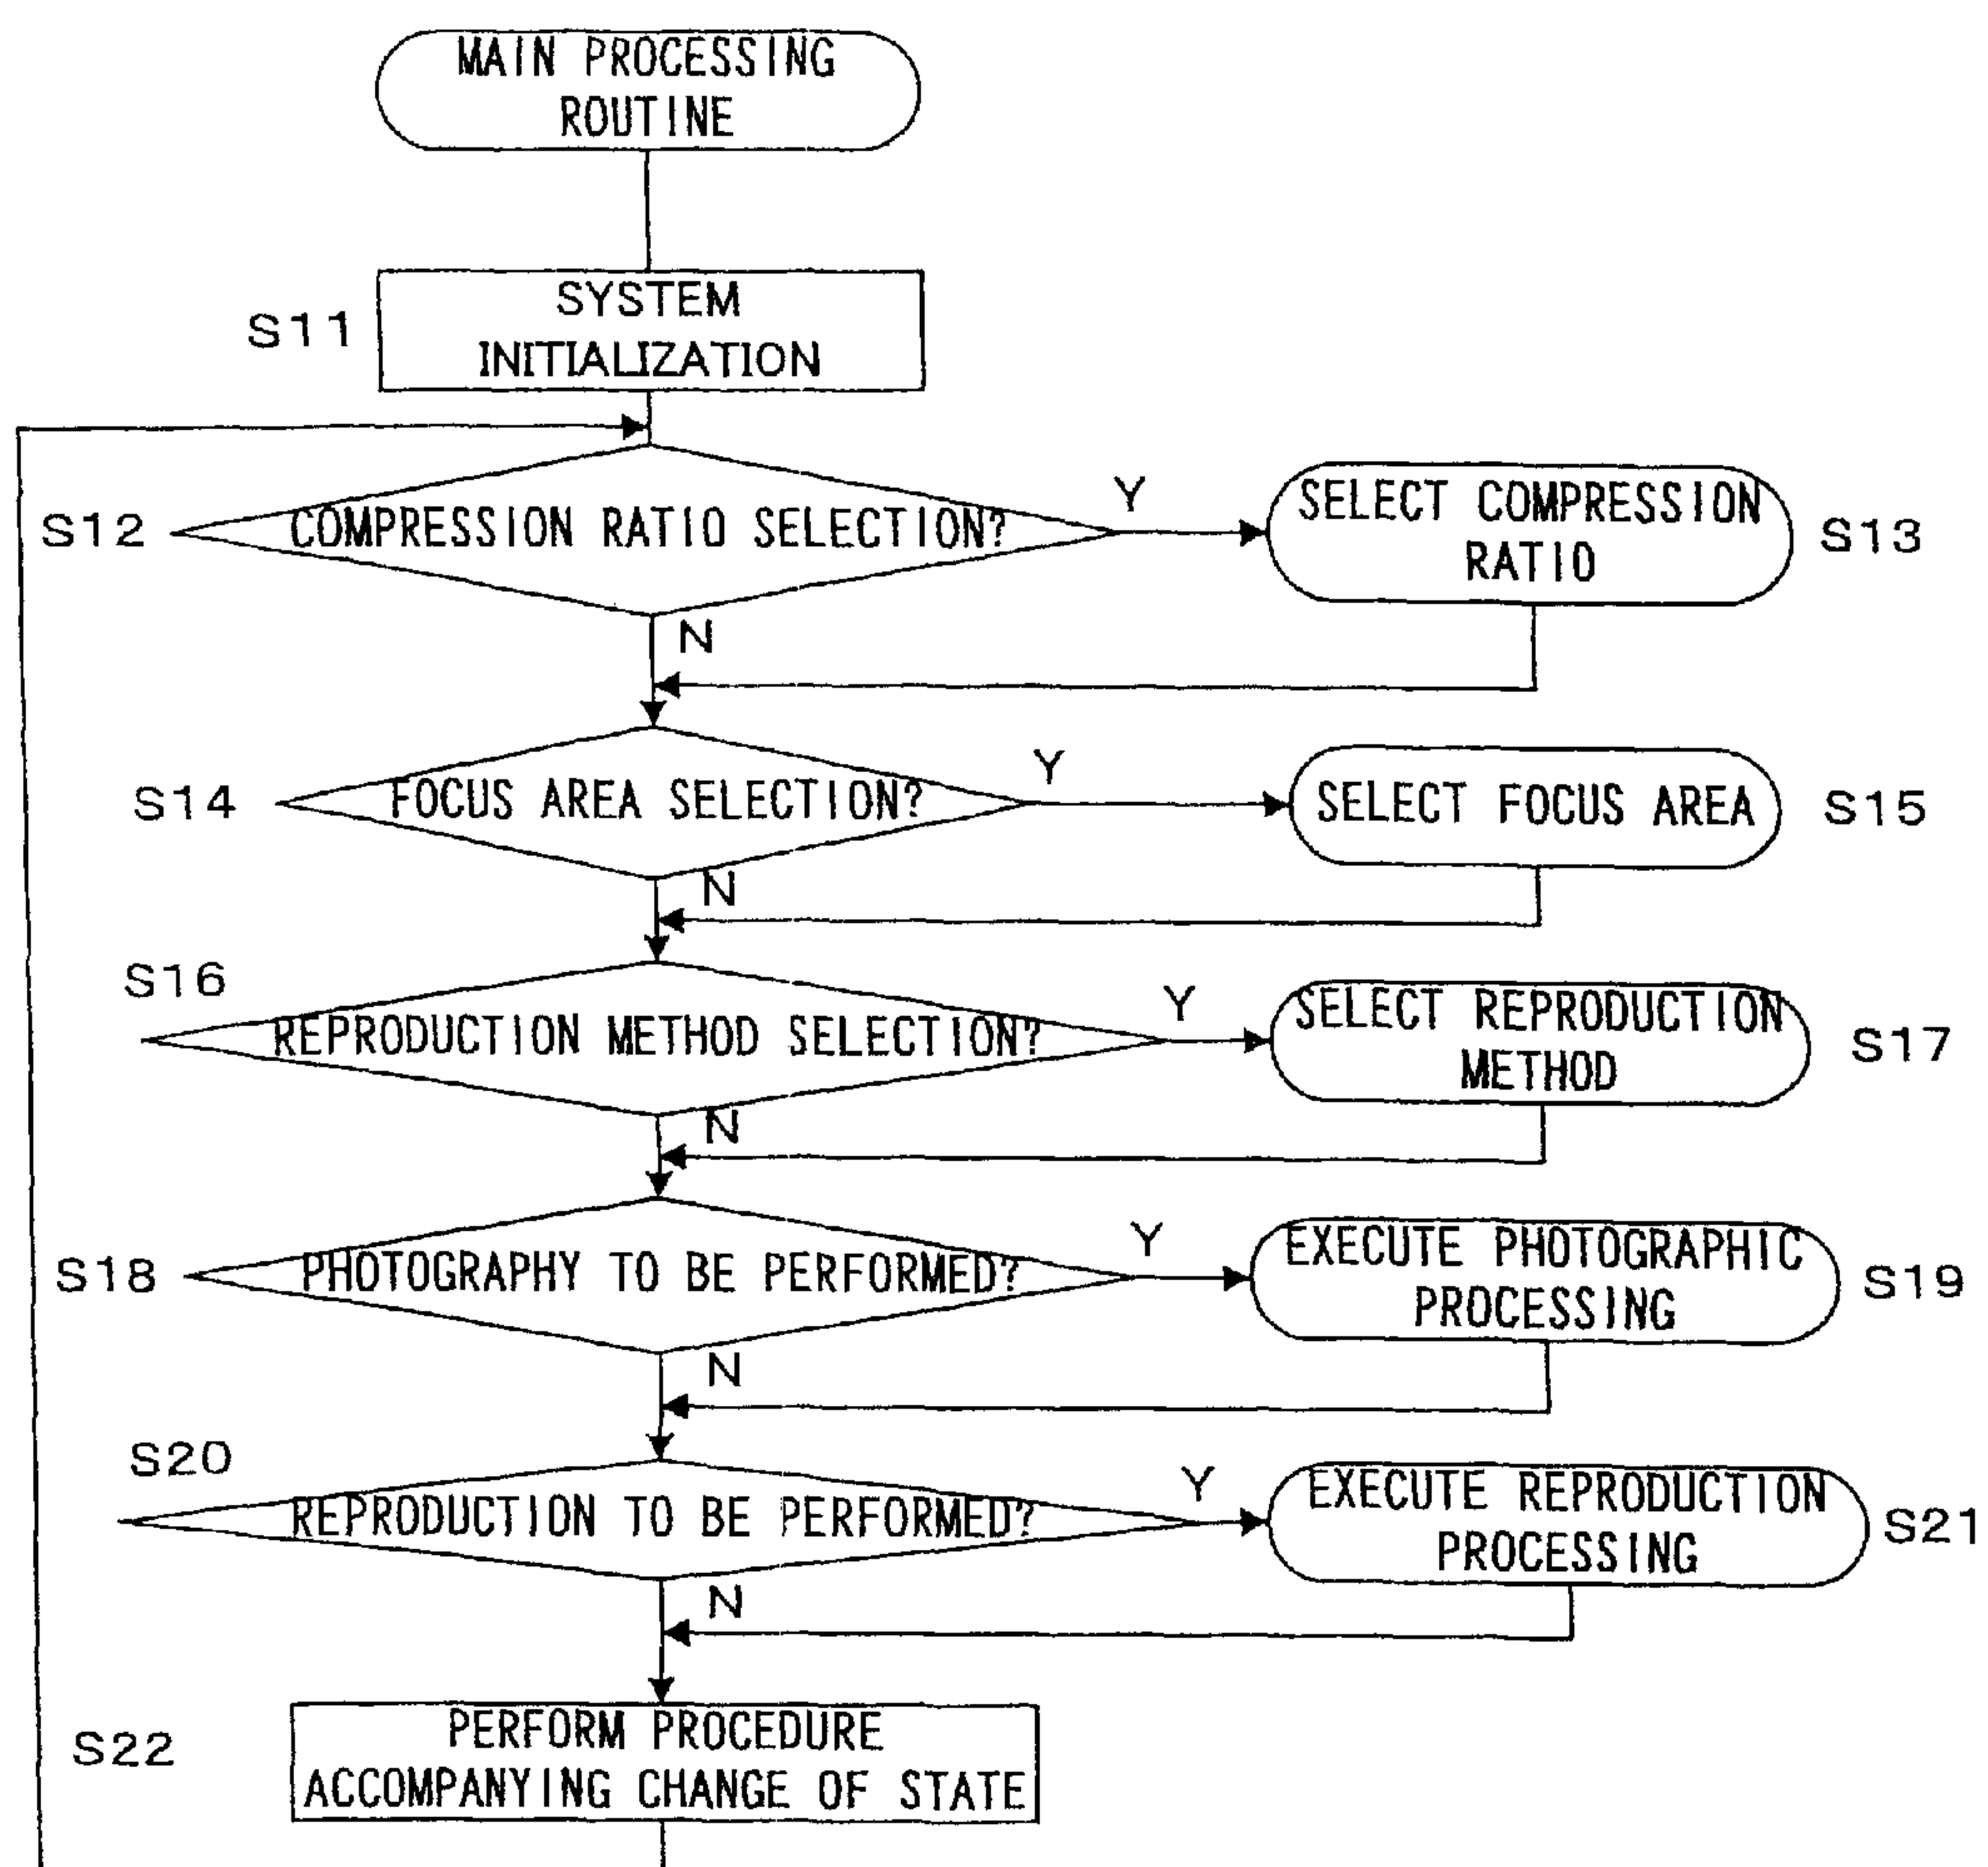 MAIN PROCESSING
ROUTINE
S11
SYSTEM
INITIALIZATION
S12
COMPRESSION RATIO SELECTION?
Y
SELECT COMPRESSION
RATIO
S13
N
S14
FOCUS AREA SELECTION?
Y
SELECT FOCUS AREA
S15
N
S16
REPRODUCTION METHOD SELECTION?
Y
SELECT REPRODUCTION
METHOD
S17
N
S18
PHOTOGRAPHY TO BE PERFORMED?
Y
EXECUTE PHOTOGRAPHIC
PROCESSING
S19
N
S20
REPRODUCTION TO BE PERFORMED?
Y
EXECUTE REPRODUCTION
PROCESSING
S21
N
S22
PERFORM PROCEDURE
ACCOMPANYING CHANGE OF STATE